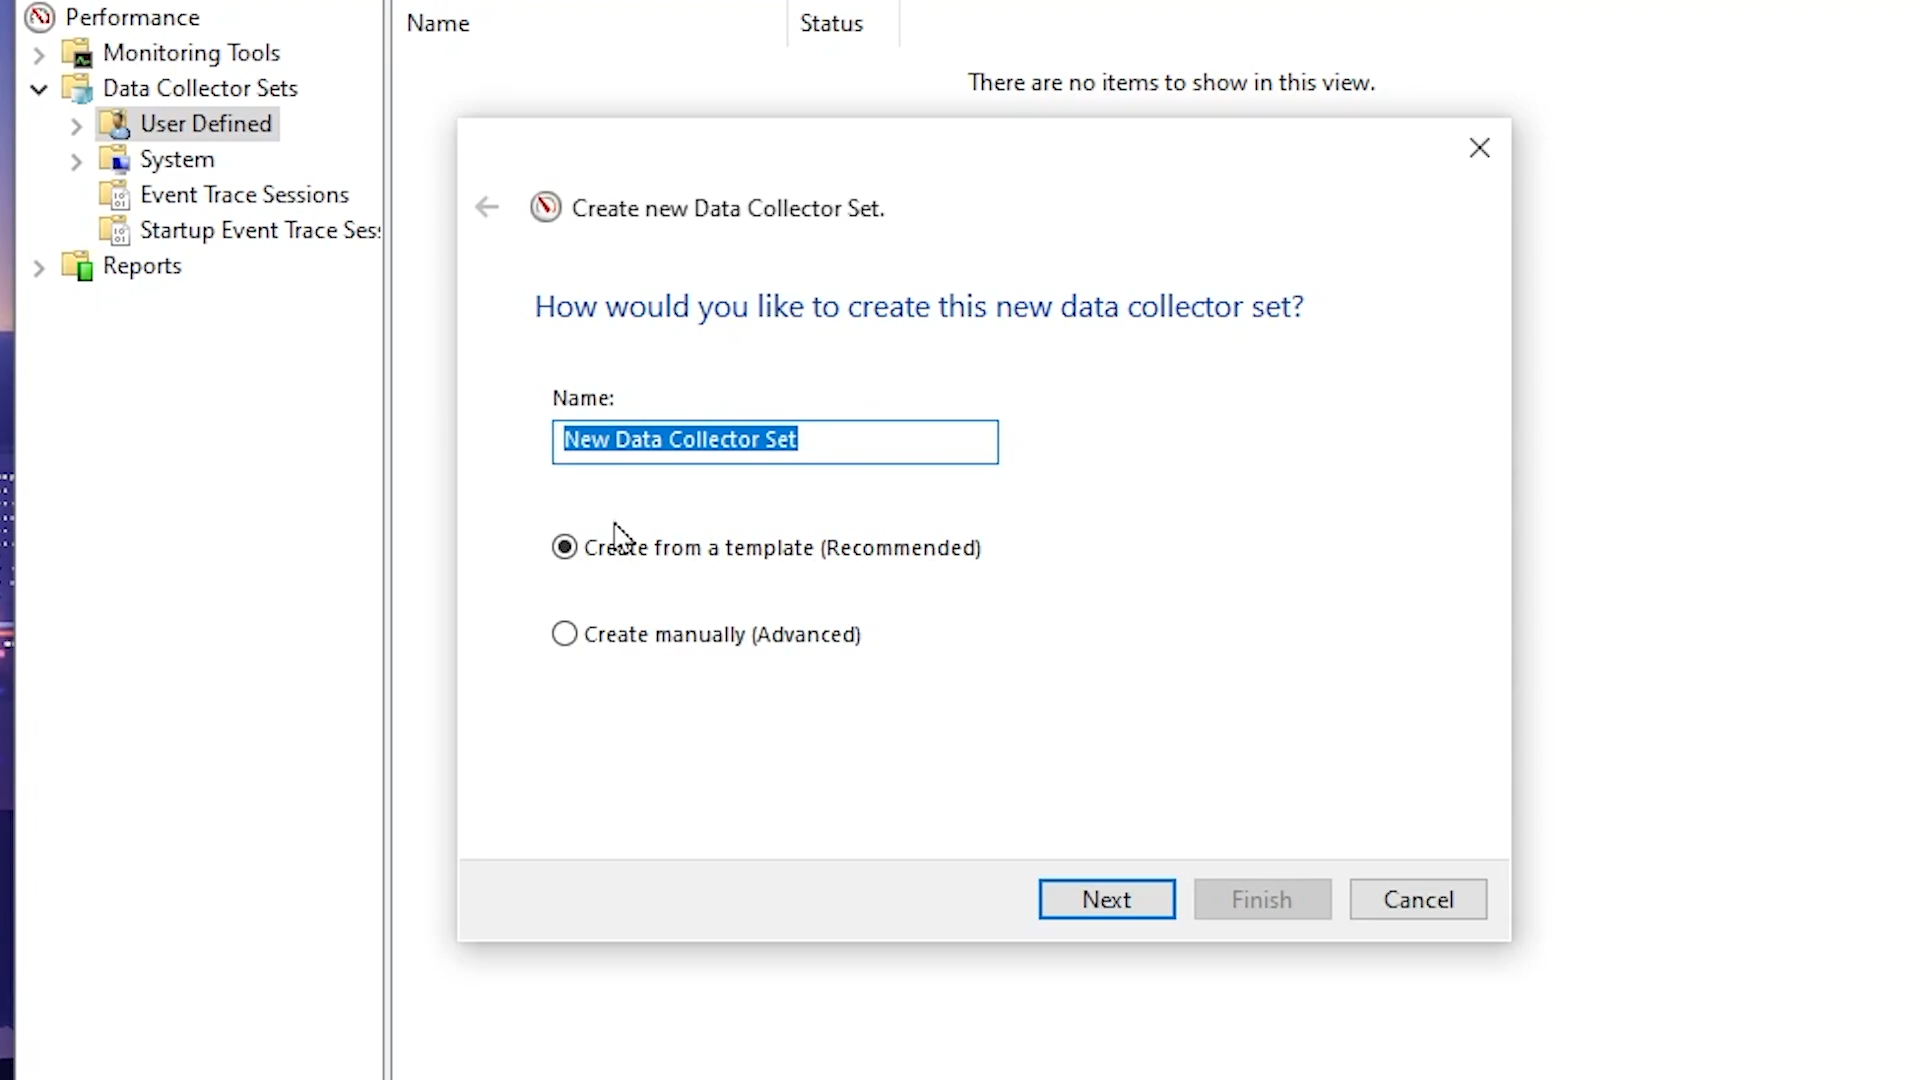 Performance
Monitoring Tools
Data Collector Sets
User Defined
System
Event Trace Sessions
Startup Event Trace Ses
Reports
Name
Status
There are no items to show in this view.
Create new Data Collector Set.
How would you like to create this new data collector set?
Name:
New Data Collector Set
Create from a template (Recommended)
Create manually (Advanced)
Next
Finish
Cancel